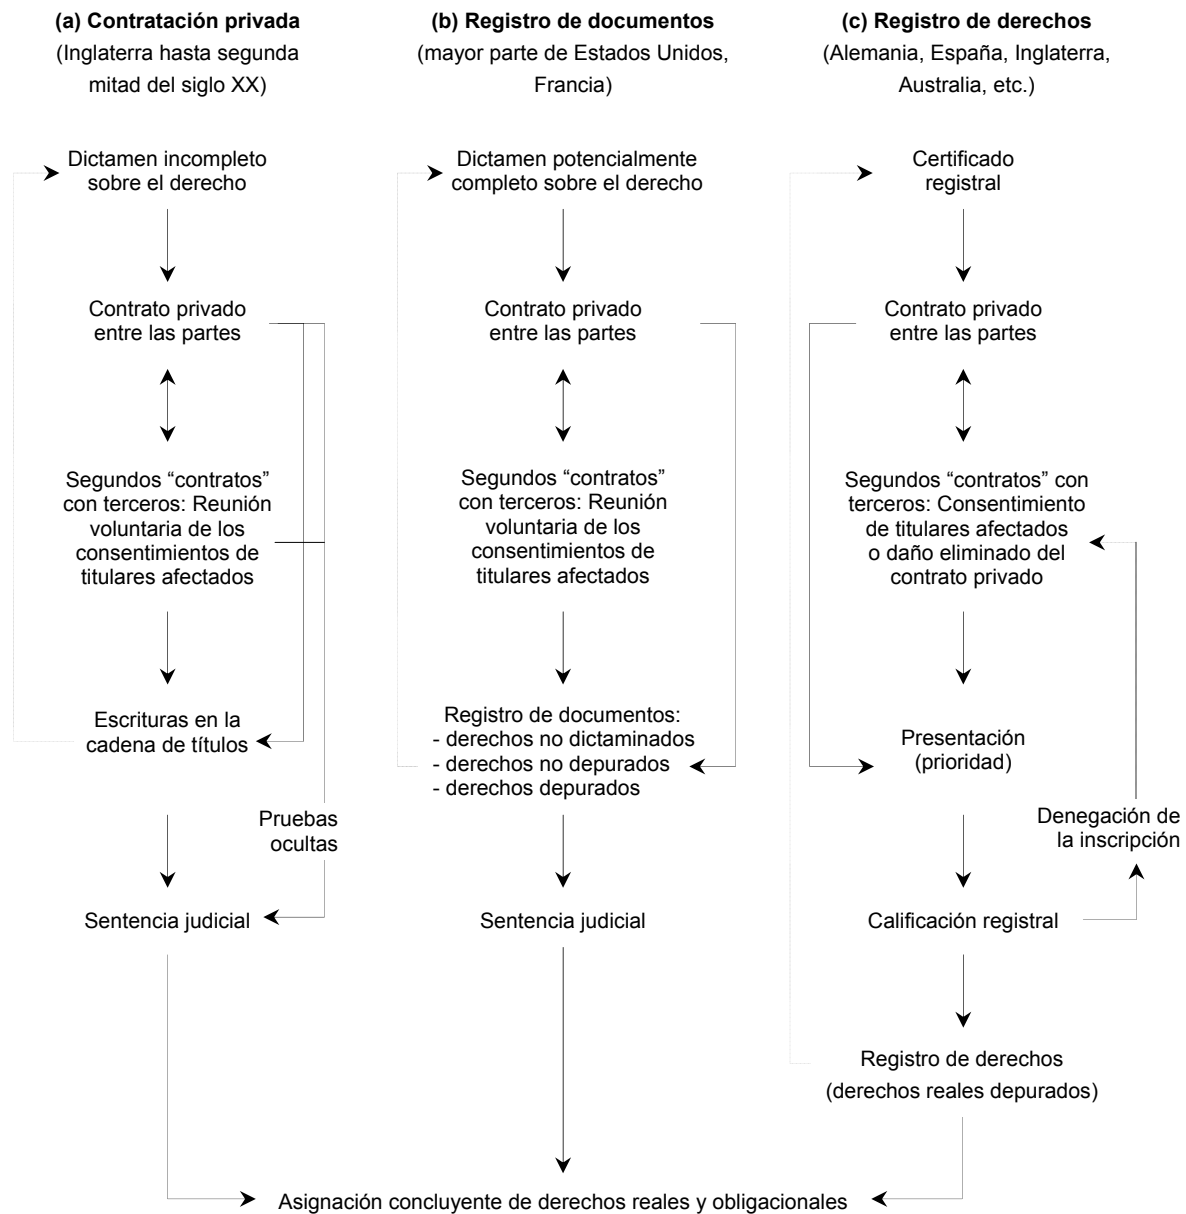 (a) Contratación privada
(Inglaterra hasta segunda
mitad del siglo XX)
Dictamen incompleto
sobre el derecho
Contrato privado
entre las partes
Segundos “contratos”
con terceros: Reunión
voluntaria de los
consentimientos de
titulares afectados
Escrituras en la
cadena de títulos
Pruebas
ocultas
Sentencia judicial
(b) Registro de documentos
(mayor parte de Estados Unidos,
Francia)
Dictamen potencialmente
completo sobre el derecho
Contrato privado
entre las partes
Segundos “contratos”
con terceros: Reunión
voluntaria de los
consentimientos de
titulares afectados
Registro de documentos:
- derechos no dictaminados
- derechos no depurados
- derechos depurados
Sentencia judicial
(c) Registro de derechos
(Alemania, España, Inglaterra,
Australia, etc.)
Certificado
registral
Contrato privado
entre las partes
Segundos “contratos” con
terceros: Consentimiento
de titulares afectados
o daño eliminado del
contrato privado
Presentación
(prioridad)
Denegación de
la inscripción
Calificación registral
Registro de derechos
(derechos reales depurados)
Asignación concluyente de derechos reales y obligacionales